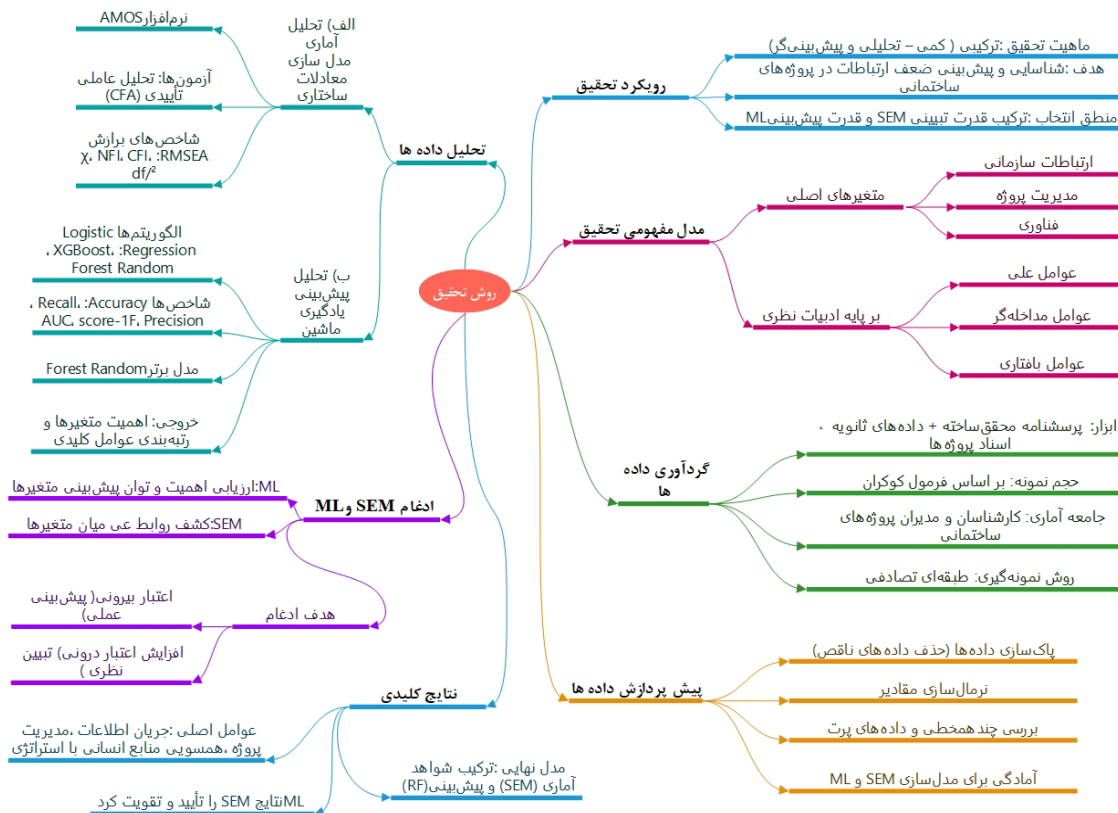 روش تحقیق
رویکرد تحقیق
ماهیت تحقیق :ترکیبی ( کمی – تحلیلی و پیش‌بینی‌گر)
هدف :شناسایی و پیش‌بینی ضعف ارتباطات در پروژه‌های
ساختمانی
منطق انتخاب :ترکیب قدرت تبیینی SEM و قدرت پیش‌بینیML
مدل مفهومی تحقیق
متغیرهای اصلی
ارتباطات سازمانی
مدیریت پروژه
فناوری
بر پایه ادبیات نظری
عوامل علی
عوامل مداخله‌گر
عوامل بافتاری
گردآوری داده
ها
ابزار: پرسشنامه محقق‌ساخته + داده‌های ثانویه ،
اسناد پروژه‌ها
حجم نمونه: بر اساس فرمول کوکران
جامعه آماری: کارشناسان و مدیران پروژه‌های
ساختمانی
روش نمونه‌گیری: طبقه‌ای تصادفی
پیش پردازش داده ها
پاک‌سازی داده‌ها (حذف داده‌های ناقص)
نرمال‌سازی مقادیر
بررسی چندهمخطی و داده‌های پرت
آمادگی برای مدل‌سازی SEM و ML
تحلیل داده ها
الف) تحلیل
آماری
مدل سازی
معادلات
ساختاری
نرم‌افزارAMOS
آزمون‌ها: تحلیل عاملی
تأییدی (CFA)
شاخص‌های برازش
RMSEA: ،CFI ،NFI ،χ
²/df
ب) تحلیل
پیش‌بینی
یادگیری
ماشین
الگوریتم‌ها Logistic
Regression: ،XGBoost ،
Forest Random
شاخص‌ها Accuracy: ،Recall ،
Precision ،score-1F ،AUC
مدل برترForest Random
خروجی: اهمیت متغیرها و
رتبه‌بندی عوامل کلیدی
ادغام SEM وML
ML:ارزیابی اهمیت و توان پیش‌بینی متغیرها
SEM:کشف روابط عی میان متغیرها
هدف ادغام
اعتبار بیرونی( پیش‌بینی
عملی)
افزایش اعتبار درونی) تبیین
نظری )
نتایج کلیدی
عوامل اصلی :جریان اطلاعات ،مدیریت
پروژه ،همسویی منابع انسانی با استراتژی
مدل نهایی :ترکیب شواهد
آماری (SEM) و پیش‌بینی(RF)
MLنتایج SEM را تأیید و تقویت کرد